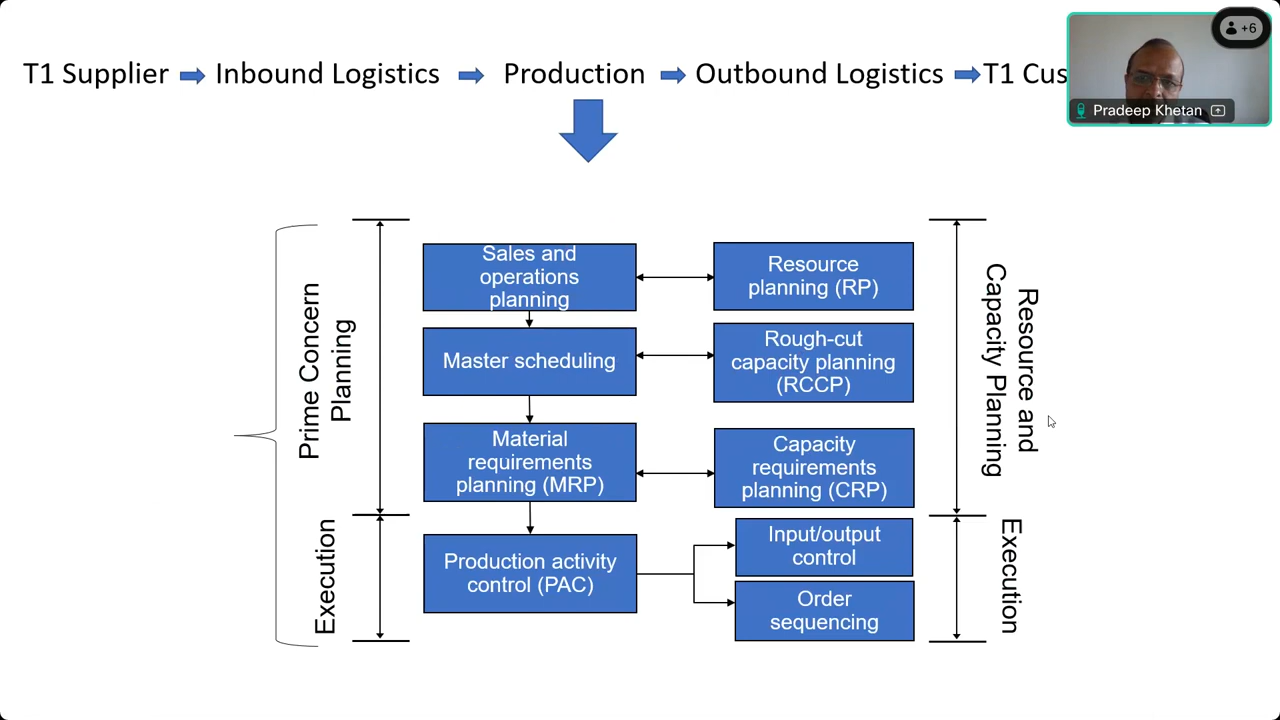 T1 Supplier Inbound Logistics Production Outbound Logistics T1 Cus
+6
Pradeep Khetan
Prime Concern
Planning
Execution
Sales and
operations
planning
Resource
planning (RP)
Master scheduling
Rough-cut
capacity planning
(RCCP)
Material
requirements
planning (MRP)
Capacity
requirements
planning (CRP)
Production activity
control (PAC)
Input/output
control
Order
sequencing
Resource and
Capacity Planning
Execution